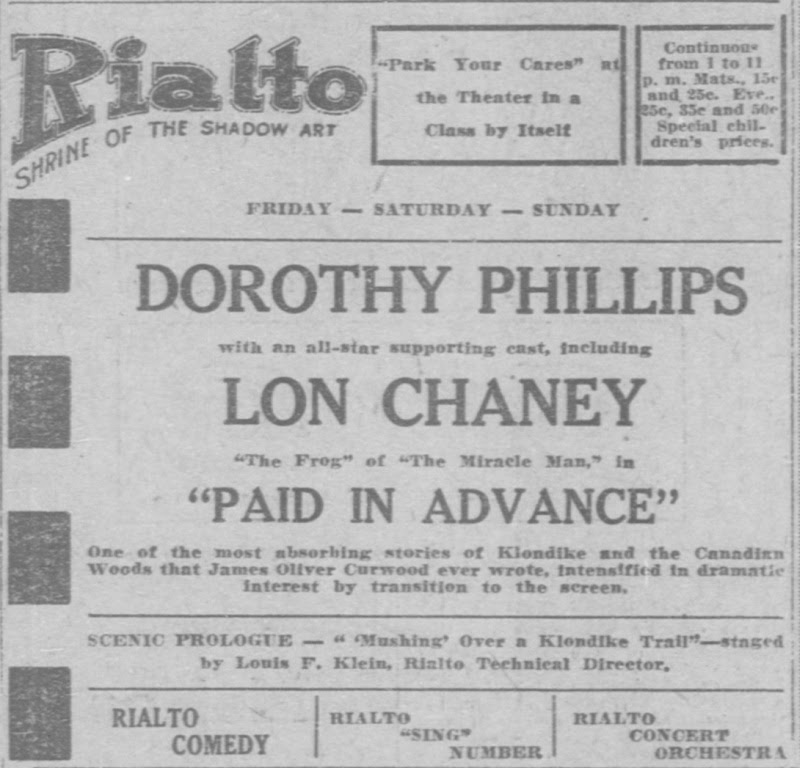 Rialto
SHRINE OF THE SHADOW ART
"Park Your Cares" at
the Theater in a
Class by Itself
Continuous
from 1 to 11
p. m. Mats., 15c
and 25c. Eve.,
25c, 35c and 50c
Special chil-
dren's prices.
FRIDAY — SATURDAY — SUNDAY
DOROTHY PHILLIPS
with an all-star supporting cast, including
LON CHANEY
"The Frog" of "The Miracle Man," in
"PAID IN ADVANCE"
One of the most absorbing stories of Klondike and the Canadian
Woods that James Oliver Curwood ever wrote, intensified in dramatic
interest by transition to the screen.
SCENIC PROLOGUE — " 'Mushing' Over a Klondike Trail"—staged
by Louis F. Klein, Rialto Technical Director.
RIALTO
COMEDY
RIALTO
"SING"
NUMBER
RIALTO
CONCERT
ORCHESTRA